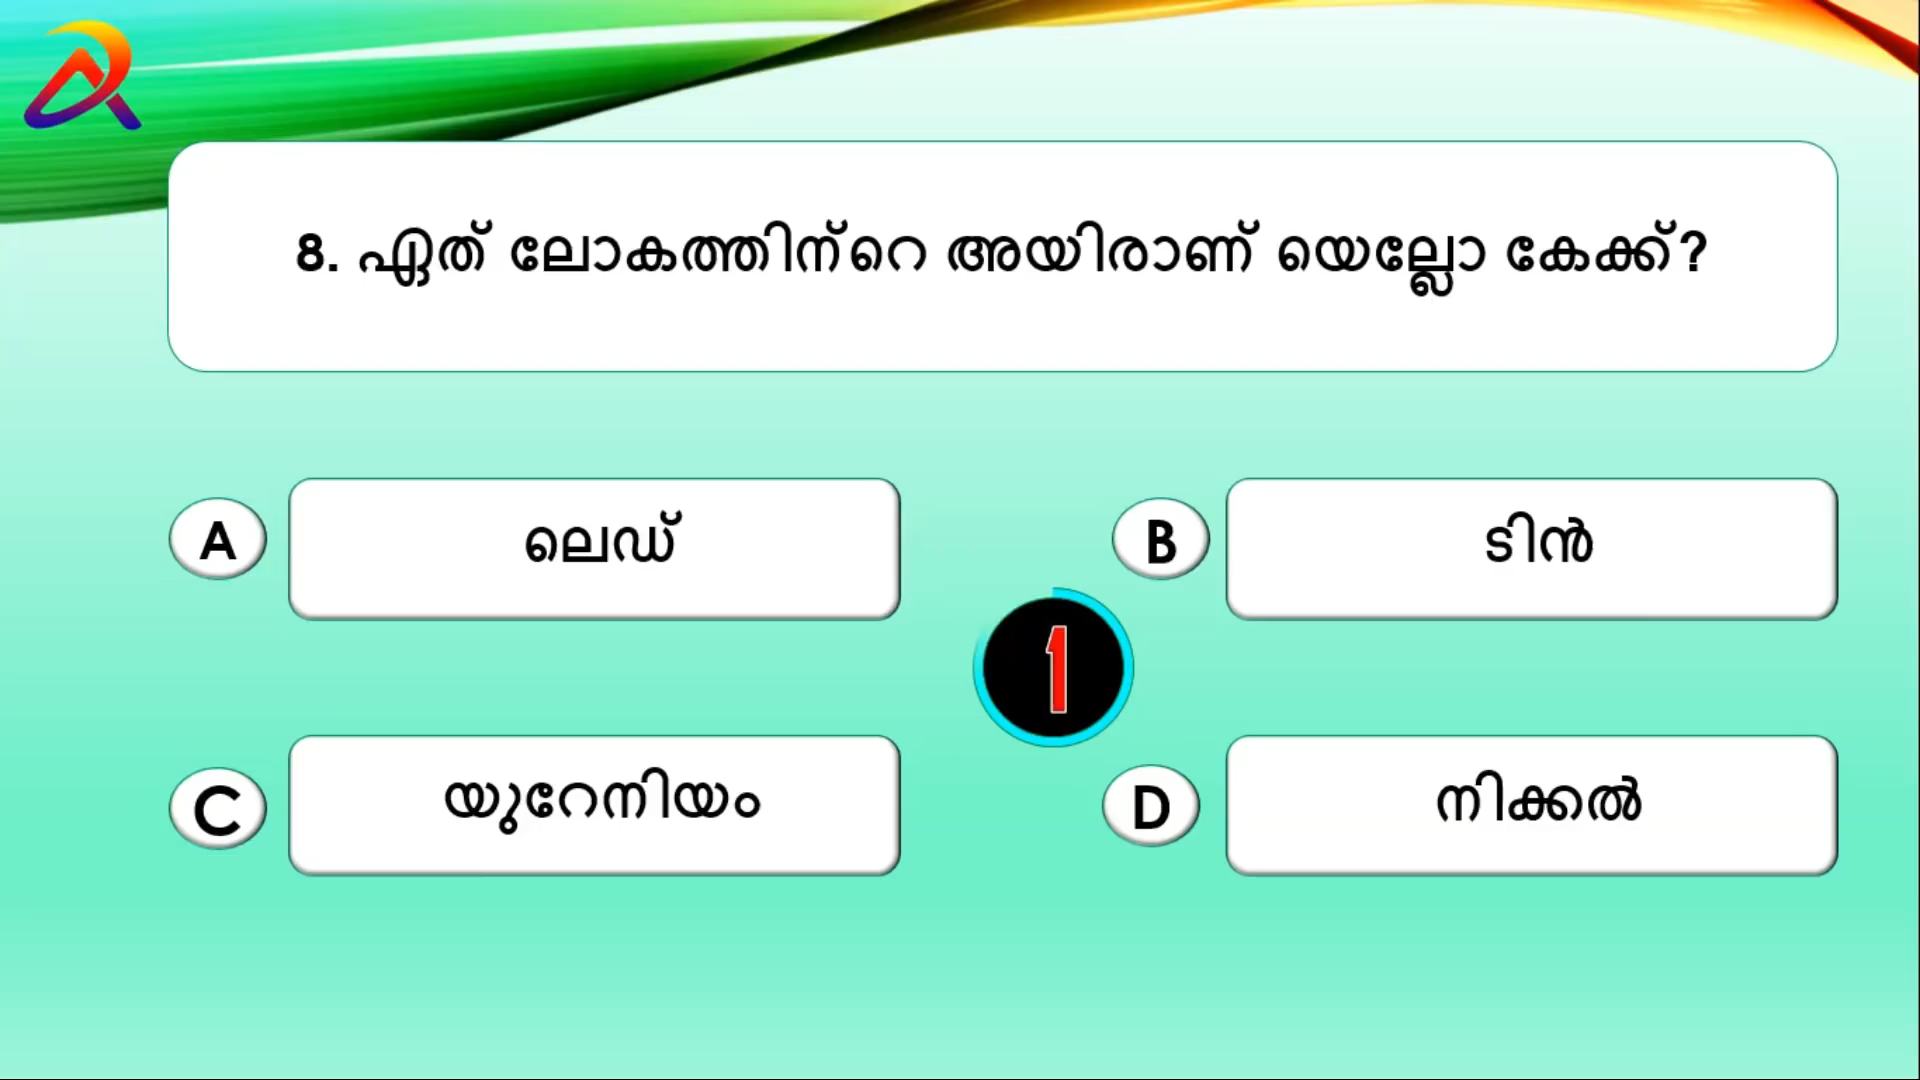 8. ഏത് ലോകത്തിന്റെ അയിരാണ് യെല്ലോ കേക്ക്?
A ലെഡ്
B ടിൻ
1
C യുറേനിയം
D നിക്കൽ